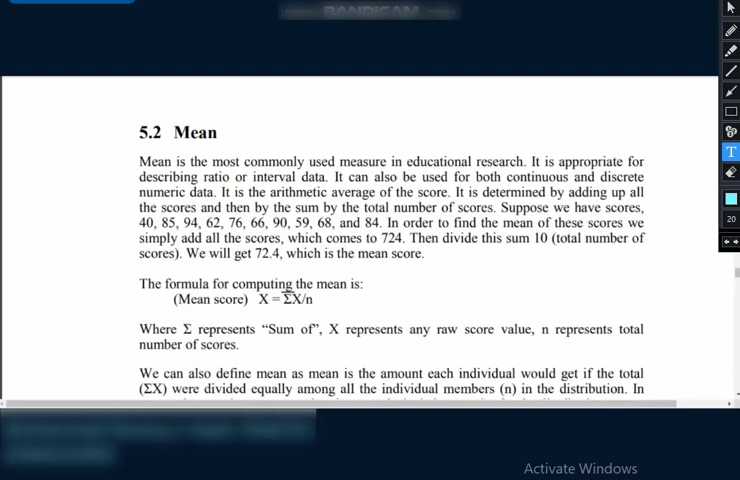 BANDICAM
5.2 Mean
Mean is the most commonly used measure in educational research. It is appropriate for
describing ratio or interval data. It can also be used for both continuous and discrete
numeric data. It is the arithmetic average of the score. It is determined by adding up all
the scores and then by the sum by the total number of scores. Suppose we have scores,
40, 85, 94, 62, 76, 66, 90, 59, 68, and 84. In order to find the mean of these scores we
simply add all the scores, which comes to 724. Then divide this sum 10 (total number of
scores). We will get 72.4, which is the mean score.
The formula for computing the mean is:
(Mean score) X = ΣX/n
Where Σ represents “Sum of”, X represents any raw score value, n represents total
number of scores.
We can also define mean as mean is the amount each individual would get if the total
(ΣX) were divided equally among all the individual members (n) in the distribution. In
T
20
Activate Windows